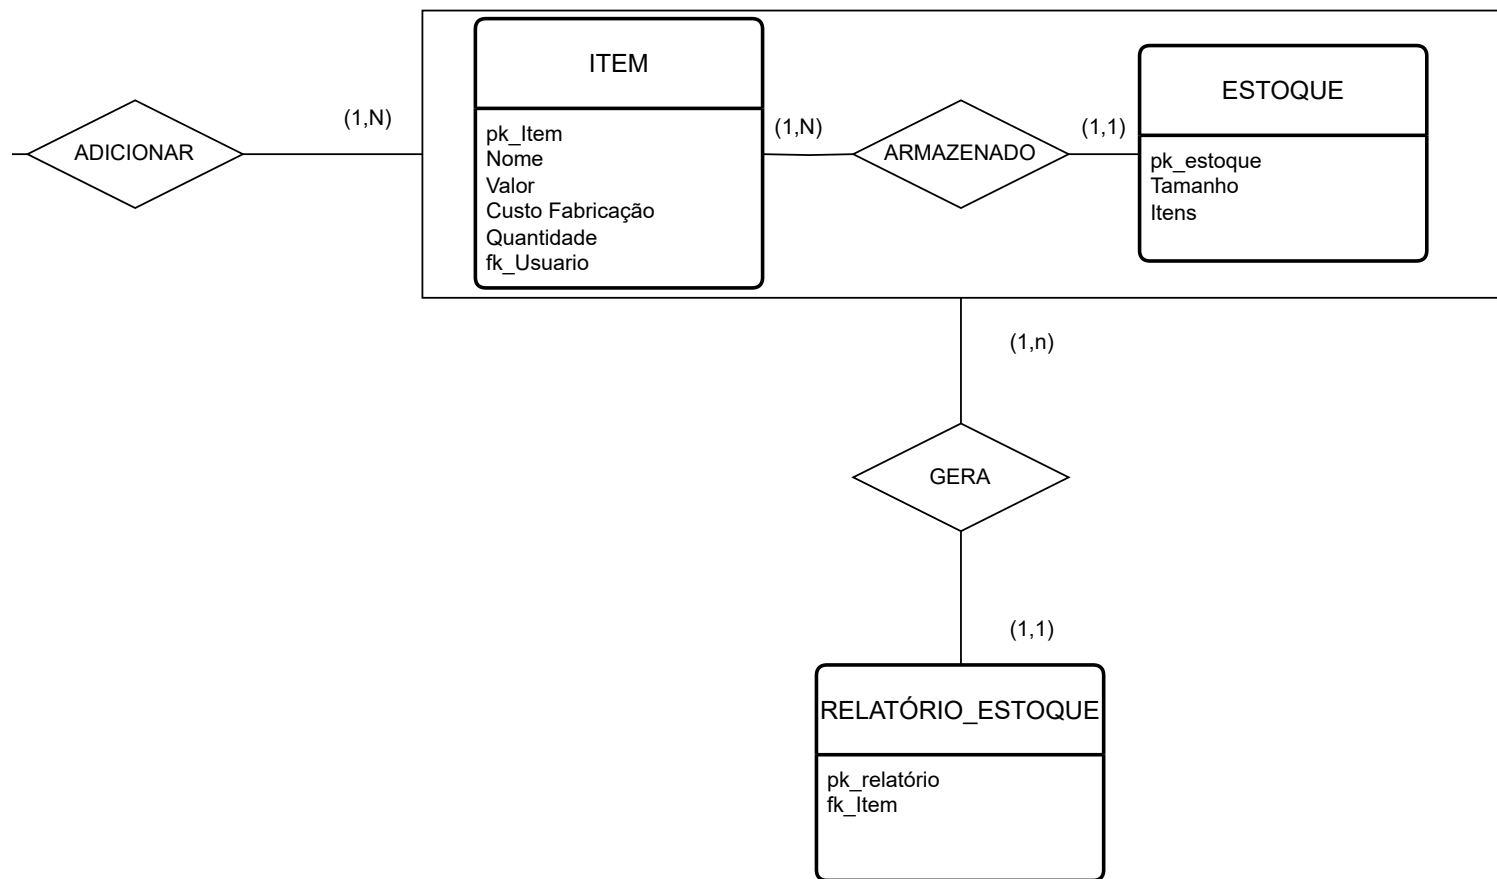 ITEM
pk_Item
Nome
Valor
Custo Fabricação
Quantidade
fk_Usuario
ESTOQUE
pk_estoque
Tamanho
Itens
ADICIONAR
(1,N)
(1,N)
ARMAZENADO
(1,1)
(1,n)
GERA
(1,1)
RELATÓRIO_ESTOQUE
pk_relatório
fk_Item